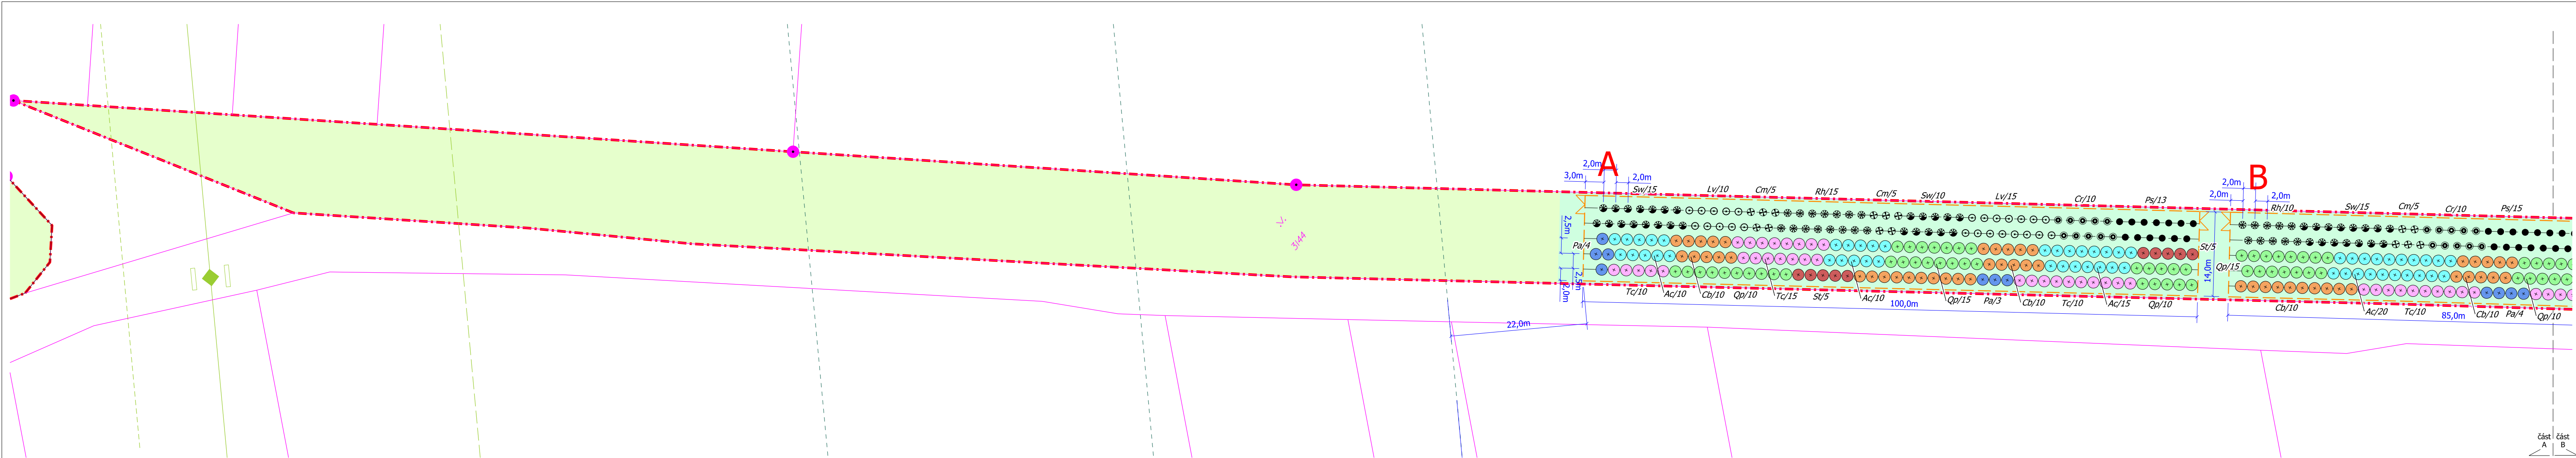 A
B
2,0m
3,0m
2,0m
Sw/15
Lv/10
Cm/5
Rh/15
Cm/5
Sw/10
Lv/15
Cr/10
Ps/13
2,0m
2,0m
2,0m
Rh/10
Sw/15
Cm/5
Cr/10
Ps/15
2,5m
Pa/4
2,5m
2,0m
St/5
14,0m
Qp/15
3144
Tc/10
Ac/10
Cb/10
Qp/10
Tc/15
St/5
Ac/10
100,0m
Qp/15
Pa/3
Cb/10
Tc/10
Ac/15
Qp/10
Cb/10
Ac/20
Tc/10
85,0m
Cb/10
Pa/4
Qp/10
22,0m
část
A
část
B